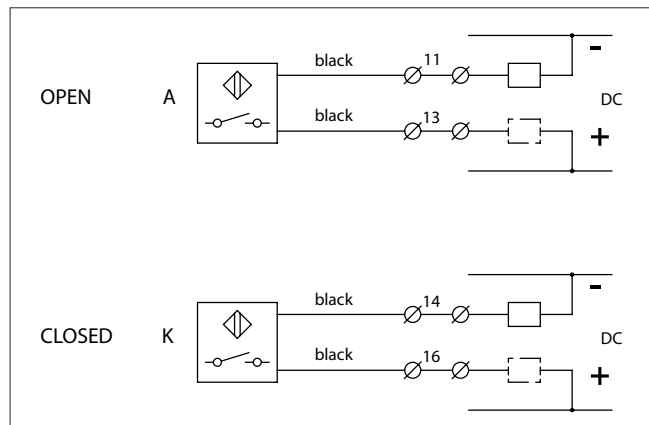 black 11 -
OPEN A DC
black 13 +
black 14 -
CLOSED K DC
black 16 +